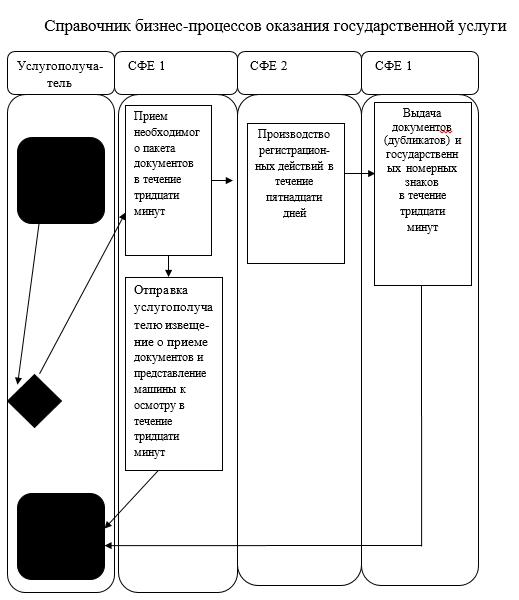 Справочник бизнес-процессов оказания государственной услуги
Услугополуча-
тель
СФЕ 1
СФЕ 2
СФЕ 1
Прием
необходимог
о пакета
документов
в течение
тридцати
минут
Отправка
услугополуча
телю извеще-
ние о приеме
документов и
представление
машины к
осмотру в
течение
тридцати
минут
Производство
регистрацион-
ных действий в
течение
пятнадцати
дней
Выдача
документов
(дубликатов) и
государственн
ых номерных
знаков
в течение
тридцати
минут